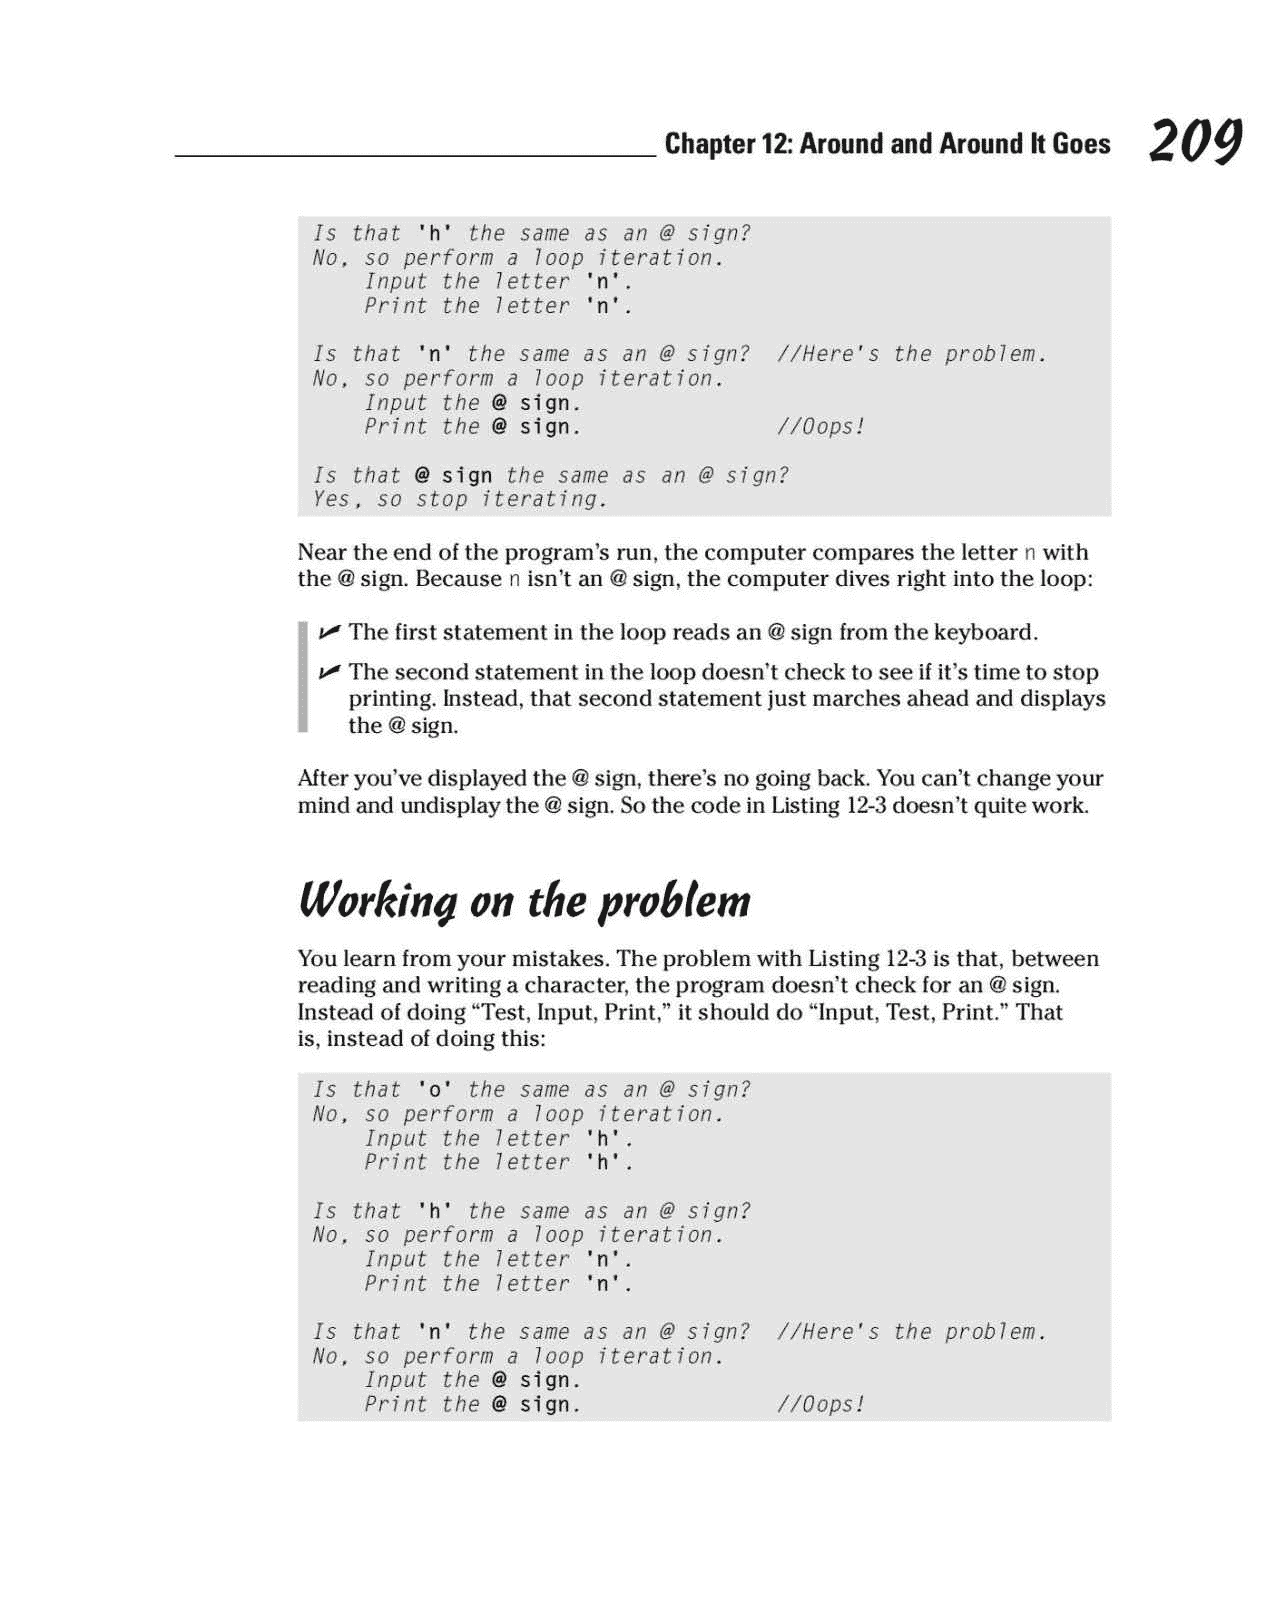 Chapter 12: Around and Around It Goes 209
Is that 'h' the same as an @ sign?
No, so perform a loop iteration.
Input the letter 'n'.
Print the letter 'n'.
Is that 'n' the same as an @ sign? //Here's the problem.
No, so perform a loop iteration.
Input the @ sign.
Print the @ sign. //Oops!
Is that @ sign the same as an @ sign?
Yes, so stop iterating.
Near the end of the program's run, the computer compares the letter n with
the @ sign. Because n isn't an @ sign, the computer dives right into the loop:
✓ The first statement in the loop reads an @ sign from the keyboard.
✓ The second statement in the loop doesn't check to see if it's time to stop
printing. Instead, that second statement just marches ahead and displays
the @ sign.
After you've displayed the @ sign, there's no going back. You can't change your
mind and undisplay the @ sign. So the code in Listing 12-3 doesn't quite work.
Working on the problem
You learn from your mistakes. The problem with Listing 12-3 is that, between
reading and writing a character, the program doesn't check for an @ sign.
Instead of doing “Test, Input, Print,” it should do “Input, Test, Print.” That
is, instead of doing this:
Is that 'o' the same as an @ sign?
No, so perform a loop iteration.
Input the letter 'h'.
Print the letter 'h'.
Is that 'h' the same as an @ sign?
No, so perform a loop iteration.
Input the letter 'n'.
Print the letter 'n'.
Is that 'n' the same as an @ sign? //Here's the problem.
No, so perform a loop iteration.
Input the @ sign.
Print the @ sign. //Oops!